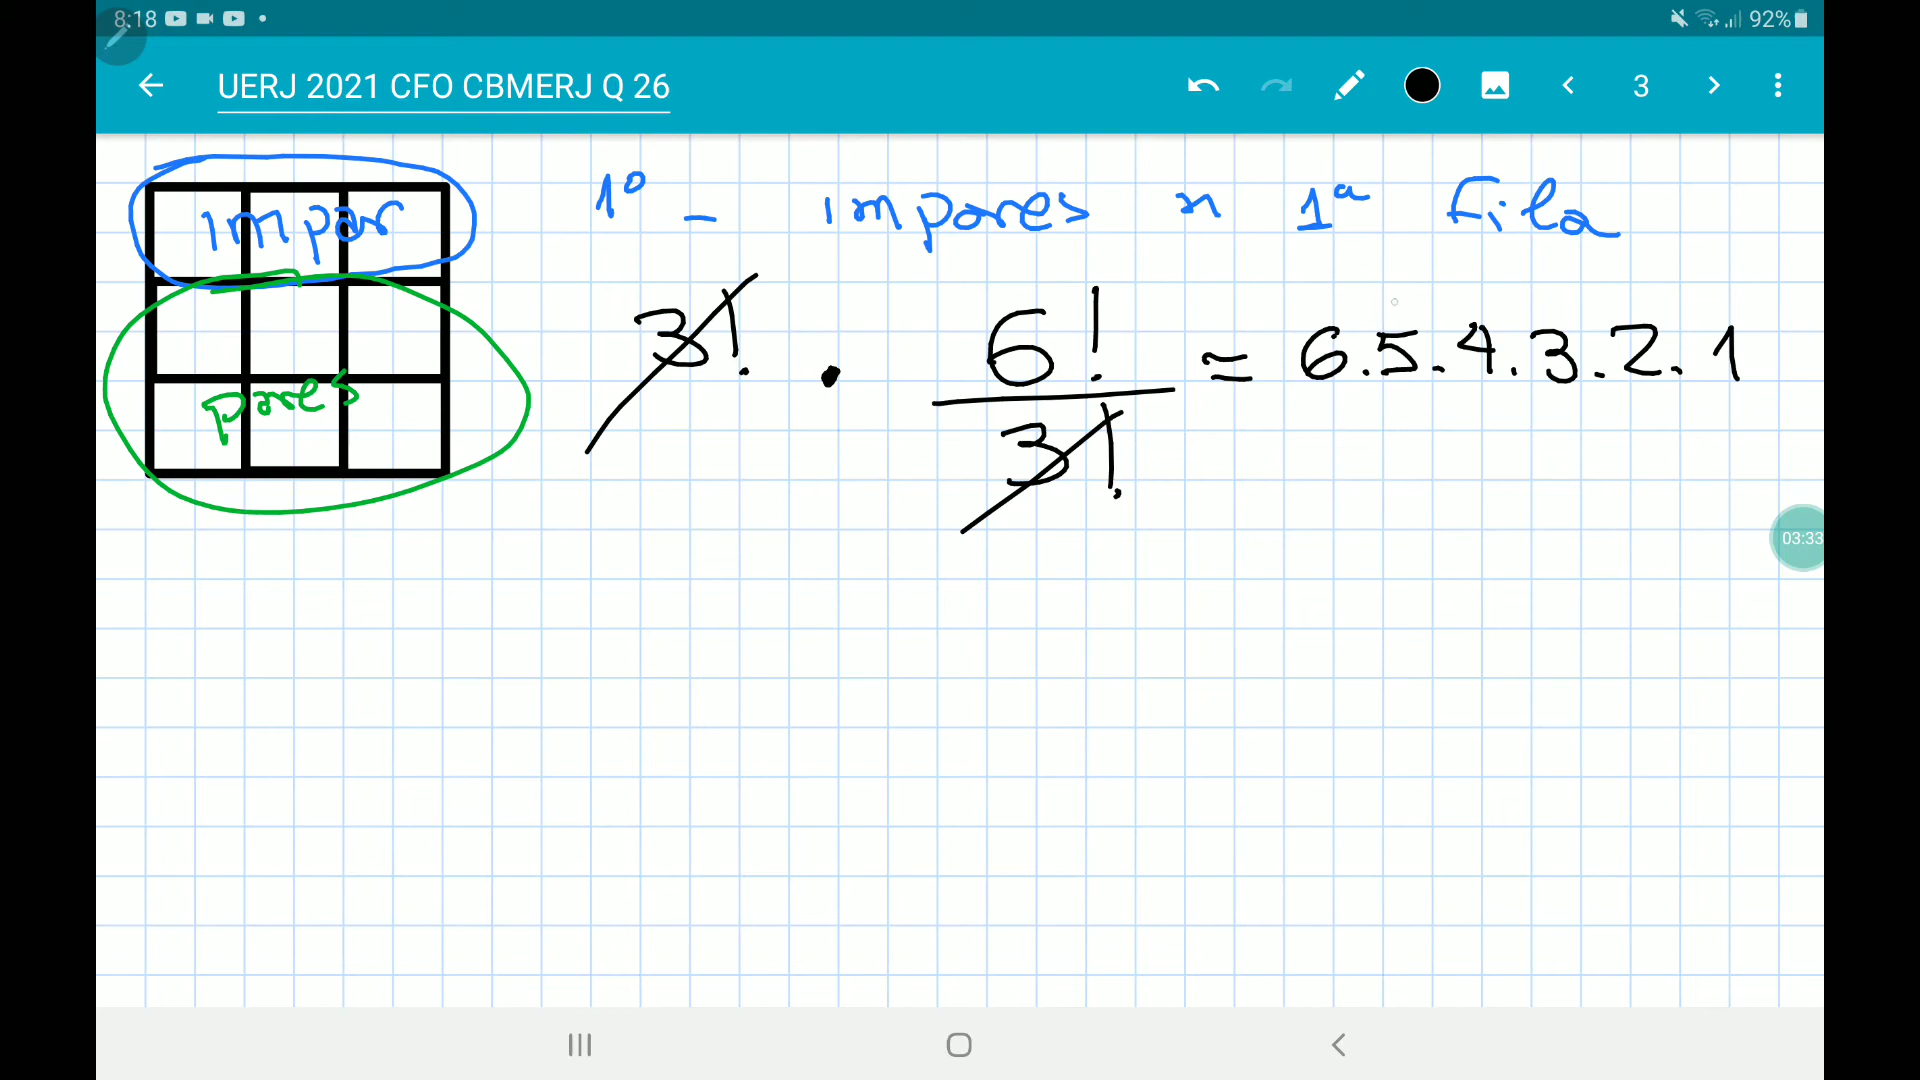 8:18 92%
UERJ 2021 CFO CBMERJ Q 26 3
impar
1º - impares n 1ª fila
3! . 6! = 6.5.4.3.2.1
3!
pares
03:33